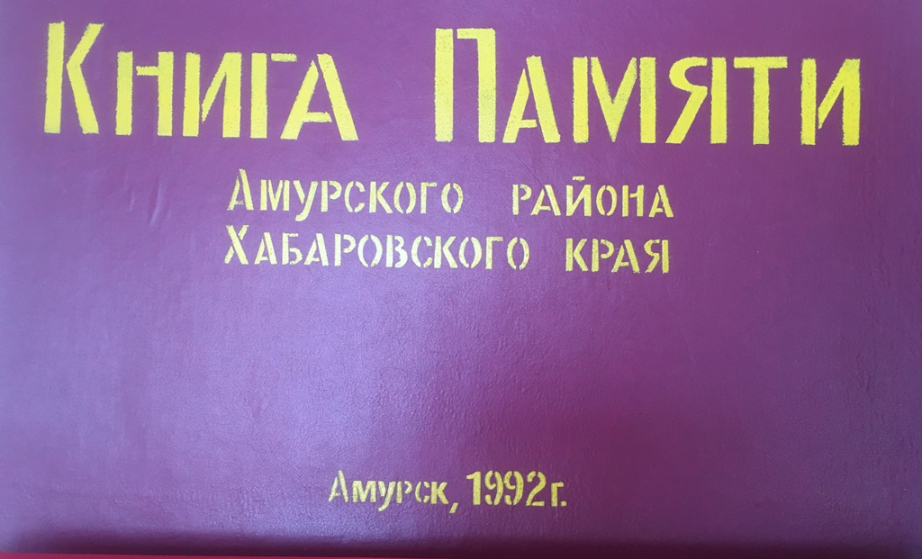 Книга Памяти
Амурского района
Хабаровского края
Амурск, 1992г.